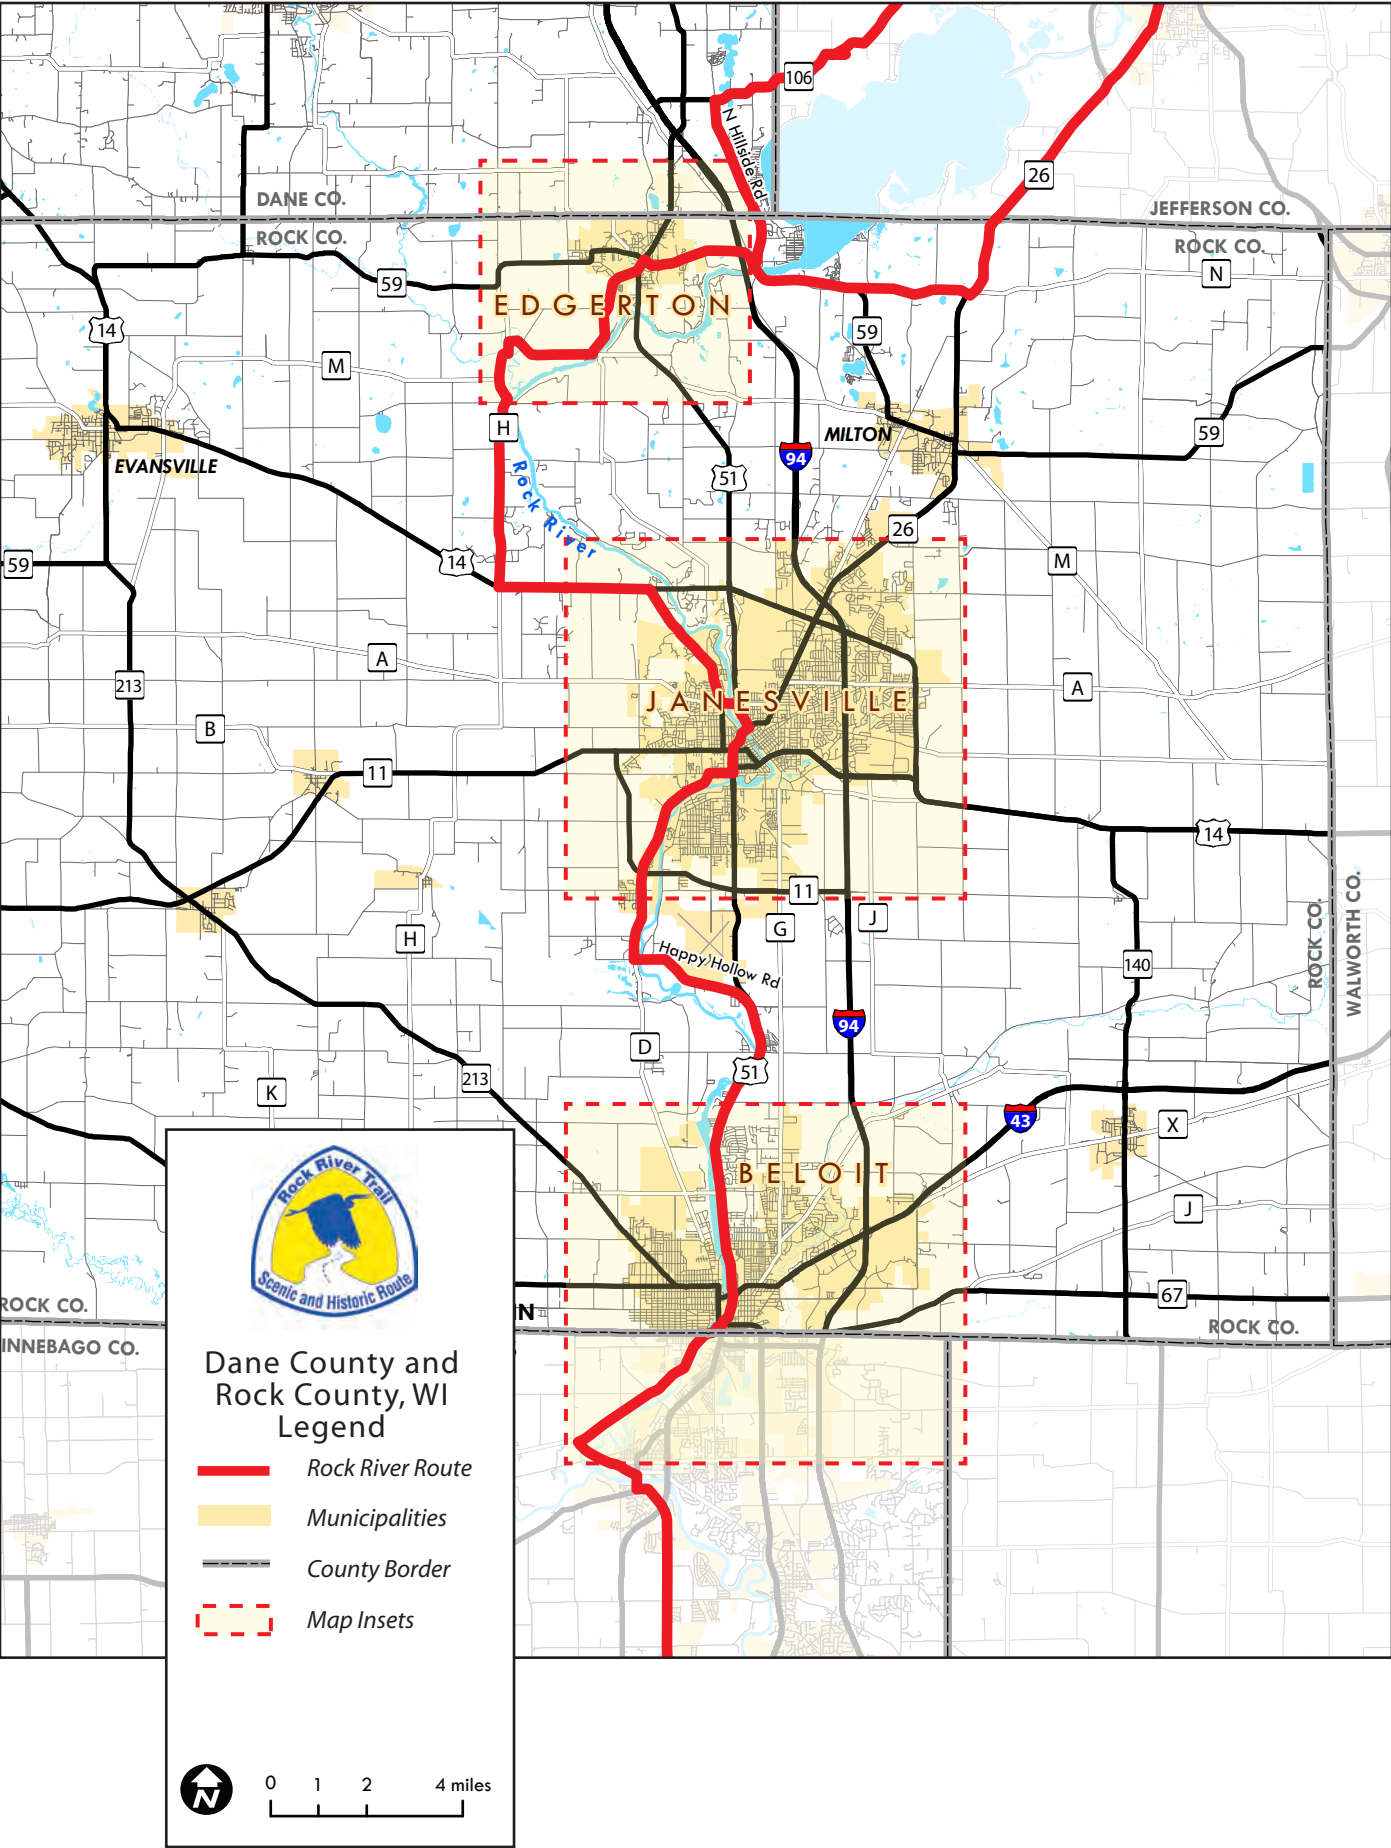 106
N Hillside Rd
26
DANE CO.
ROCK CO.
JEFFERSON CO.
ROCK CO.
N
59
EDGERTON
14
59
M
H
MILTON
59
94
EVANSVILLE
51
Rock River
26
14
59
M
A
213
A
JANESVILLE
B
11
14
11
J
G
H
Happy Hollow Rd
140
ROCK CO.
WALWORTH CO.
94
D
51
213
K
43
X
BELOIT
J
67
ROCK CO.
ROCK CO.
INNEBAGO CO.
N
Rock River Trail
Scenic and Historic Route
Dane County and
Rock County, WI
Legend
Rock River Route
Municipalities
County Border
Map Insets
N
0 1 2 4 miles